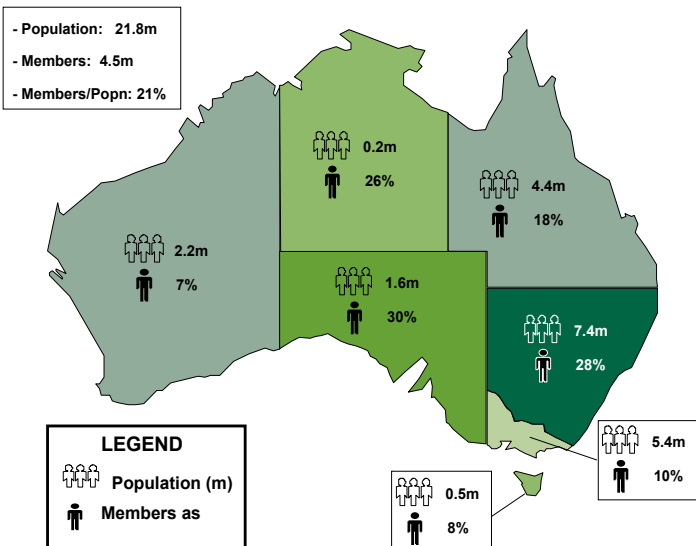 - Population: 21.8m
- Members: 4.5m
- Members/Popn: 21%
0.2m
26%
4.4m
18%
2.2m
7%
1.6m
30%
7.4m
28%
5.4m
10%
0.5m
8%
LEGEND
Population (m)
Members as